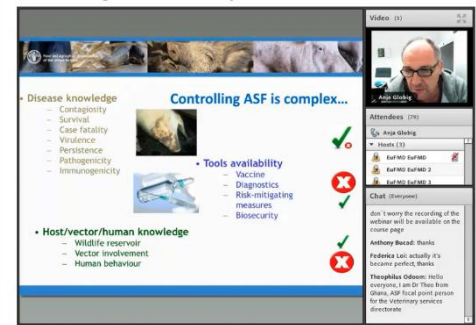 Controlling ASF is complex...
• Disease knowledge
– Contagiosity
– Survival
– Case fatality
– Virulence
– Persistence
– Pathogenicity
– Immunogenicity
• Tools availability
– Vaccine
– Diagnostics
– Risk-mitigating
measures
– Biosecurity
• Host/vector/human knowledge
– Wildlife reservoir
– Vector involvement
– Human behaviour
Video (1)
Anja Globig
Attendees (79)
Anja Globig
Hosts (3)
EuFMD EuFMD
EuFMD EuFMD 2
EuFMD EuFMD 3
Chat (Everyone)
don't worry the recording of the
webinar will be available on the
course page
Anthony Bucad: thanks
Federica Loi: actually it's
became perfect, thanks
Theophilus Odoom: Hello
everyone, I am Dr Theo from
Ghana, ASF focal point person
for the Veterinary services
directorate